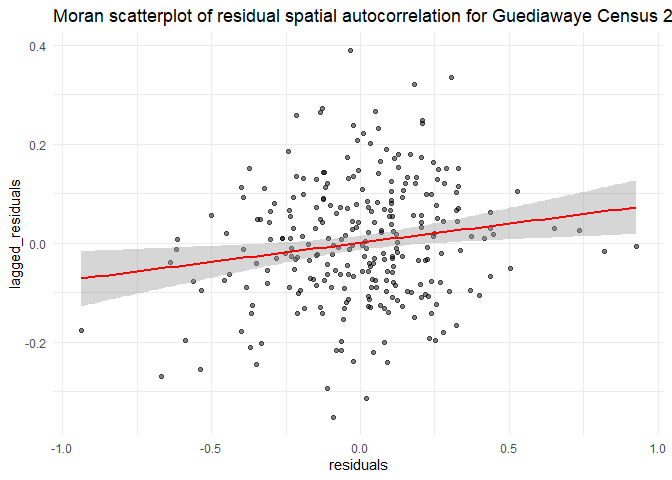 Moran scatterplot of residual spatial autocorrelation for Guediawaye Census 2
0.4
0.2
0.0
-0.2
lagged_residuals
-1.0 -0.5 0.0 0.5 1.0
residuals